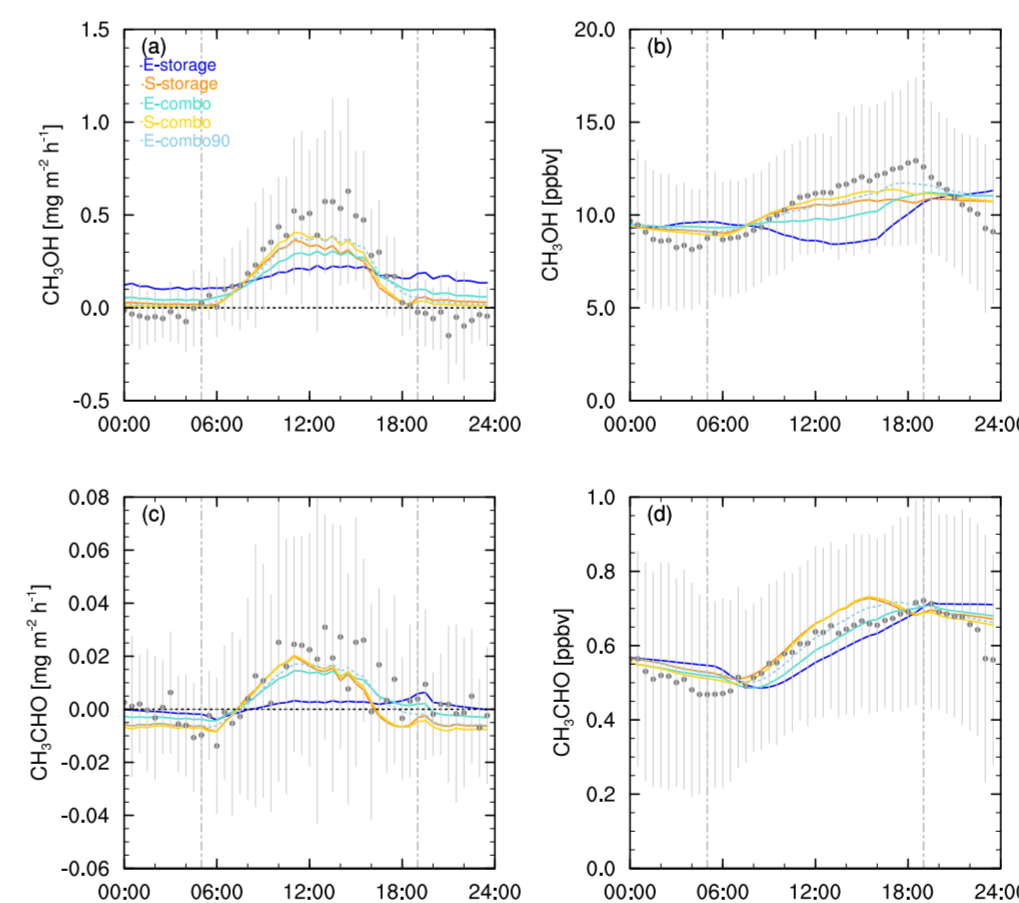 (a)
E-storage
S-storage
E-combo
S-combo
E-combo90
CH₃OH [mg m⁻² h⁻¹]
1.5
1.0
0.5
0.0
-0.5
00:00 06:00 12:00 18:00 24:00
(b)
CH₃OH [ppbv]
20.0
15.0
10.0
5.0
0.0
00:00 06:00 12:00 18:00 24:0
(c)
CH₃CHO [mg m⁻² h⁻¹]
0.08
0.06
0.04
0.02
0.00
-0.02
-0.04
-0.06
00:00 06:00 12:00 18:00 24:00
(d)
CH₃CHO [ppbv]
1.0
0.8
0.6
0.4
0.2
0.0
00:00 06:00 12:00 18:00 24:0